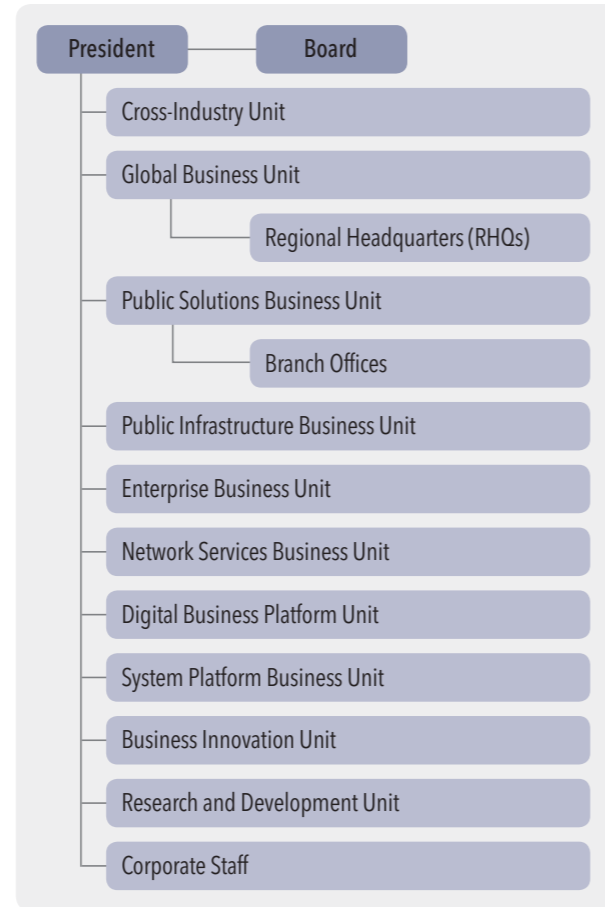 President
Board
Cross-Industry Unit
Global Business Unit
Regional Headquarters (RHQs)
Public Solutions Business Unit
Branch Offices
Public Infrastructure Business Unit
Enterprise Business Unit
Network Services Business Unit
Digital Business Platform Unit
System Platform Business Unit
Business Innovation Unit
Research and Development Unit
Corporate Staff